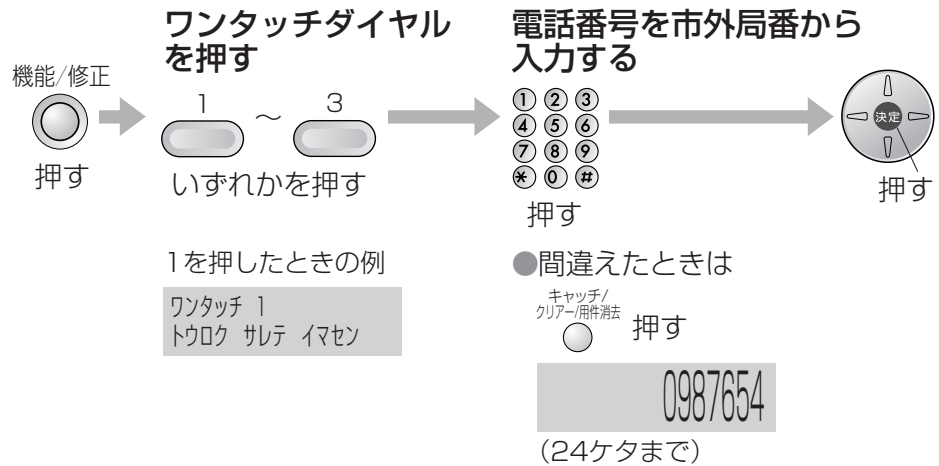 機能/修正
押す
ワンタッチダイヤル
を押す
1 ~ 3
いずれかを押す
1を押したときの例
ワンタッチ 1
トウロク サレテ イマセン
電話番号を市外局番から
入力する
1 2 3
4 5 6
7 8 9
* 0 #
押す
●間違えたときは
キャッチ/
クリアー/用件消去
押す
0987654
(24ケタまで)
決定
押す